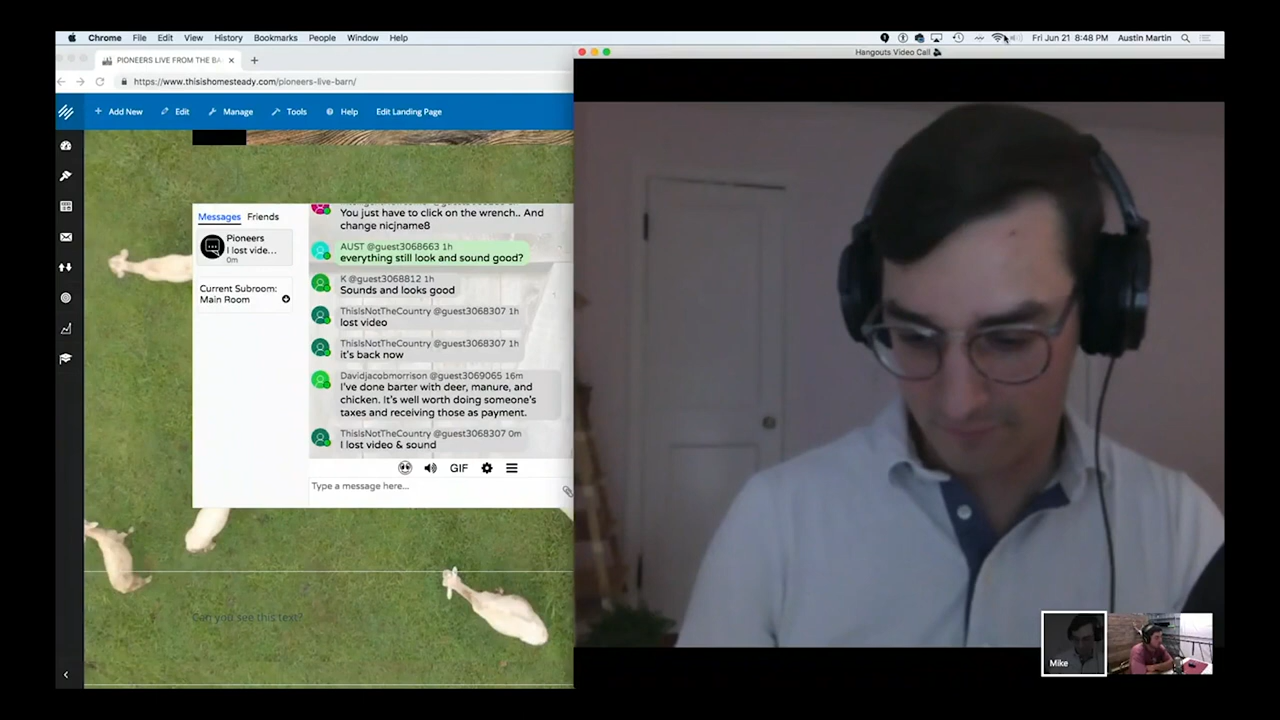 Chrome File Edit View History Bookmarks People Window Help
Fri Jun 21 8:48 PM Austin Martin
PIONEERS LIVE FROM THE BA
Hangouts Video Call
https://www.thisishomesteady.com/pioneers-live-barn/
Add New Edit Manage Tools Help Edit Landing Page
Messages Friends
Pioneers
I lost vide...
0m
Current Subroom:
Main Room
You just have to click on the wrench.. And
change nicjname8
AUST @guest3068663 1h
everything still look and sound good?
K @guest3068812 1h
Sounds and looks good
ThisIsNotTheCountry @guest3068307 1h
lost video
ThisIsNotTheCountry @guest3068307 1h
it's back now
Davidjacobmorrison @guest3069065 16m
I've done barter with deer, manure, and
chicken. It's well worth doing someone's
taxes and receiving those as payment.
ThisIsNotTheCountry @guest3068307 0m
I lost video & sound
GIF
Type a message here...
Can you see this text?
Mike